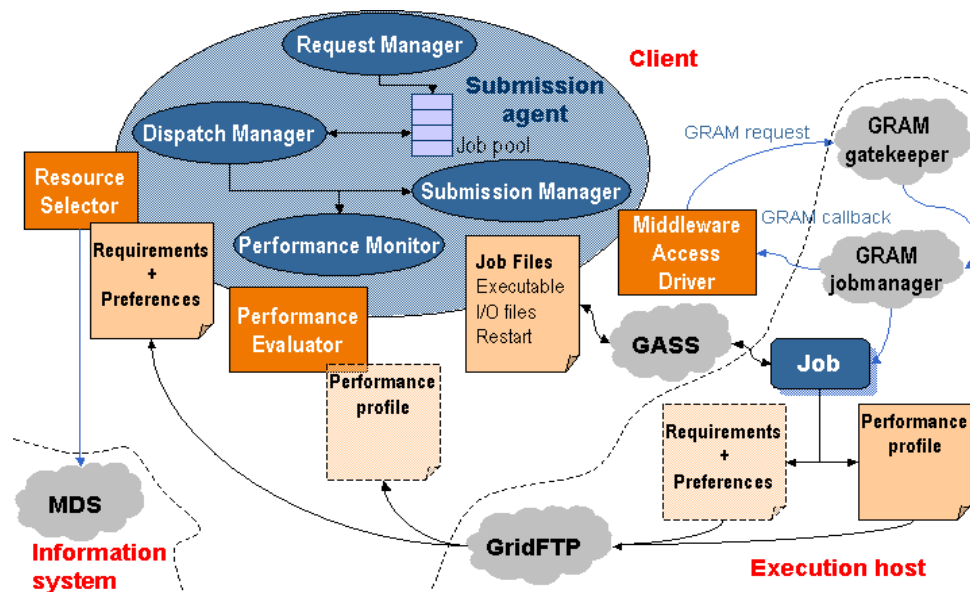 Request Manager
Client
Submission
agent
Dispatch Manager
Job pool
GRAM request
GRAM
gatekeeper
Resource
Selector
Submission Manager
GRAM callback
Middleware
Access
Driver
Performance Monitor
Requirements
+
Preferences
Job Files
Executable
I/O files
Restart
GRAM
jobmanager
Performance
Evaluator
GASS
Job
Performance
profile
Requirements
+
Preferences
Performance
profile
MDS
Information
system
GridFTP
Execution host